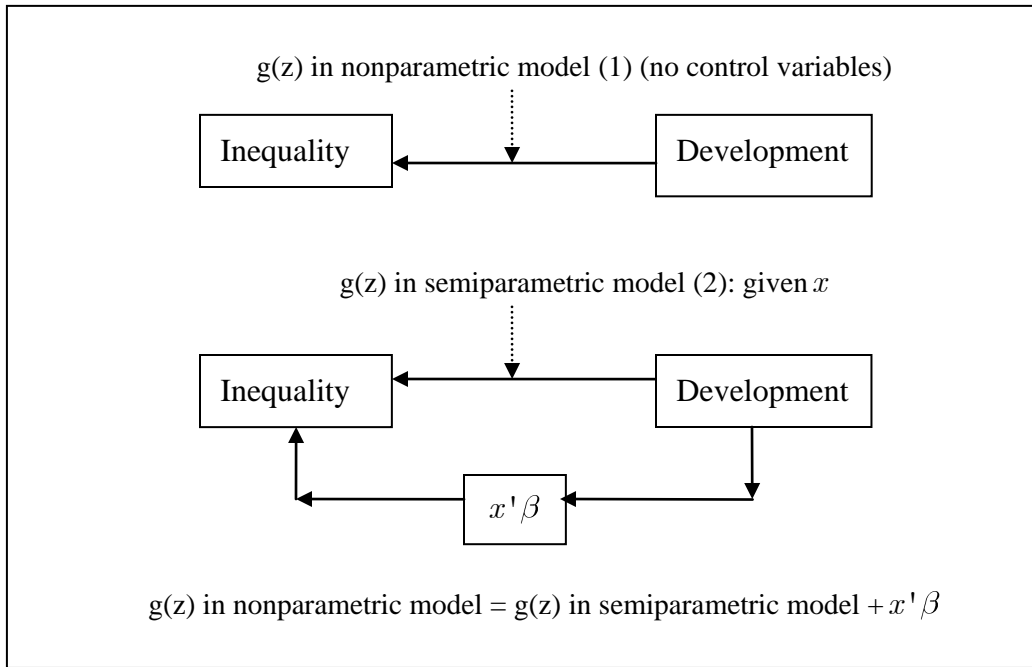 g(z) in nonparametric model (1) (no control variables)
Inequality
Development
g(z) in semiparametric model (2): given x
Inequality
Development
x'β
g(z) in nonparametric model = g(z) in semiparametric model + x'β